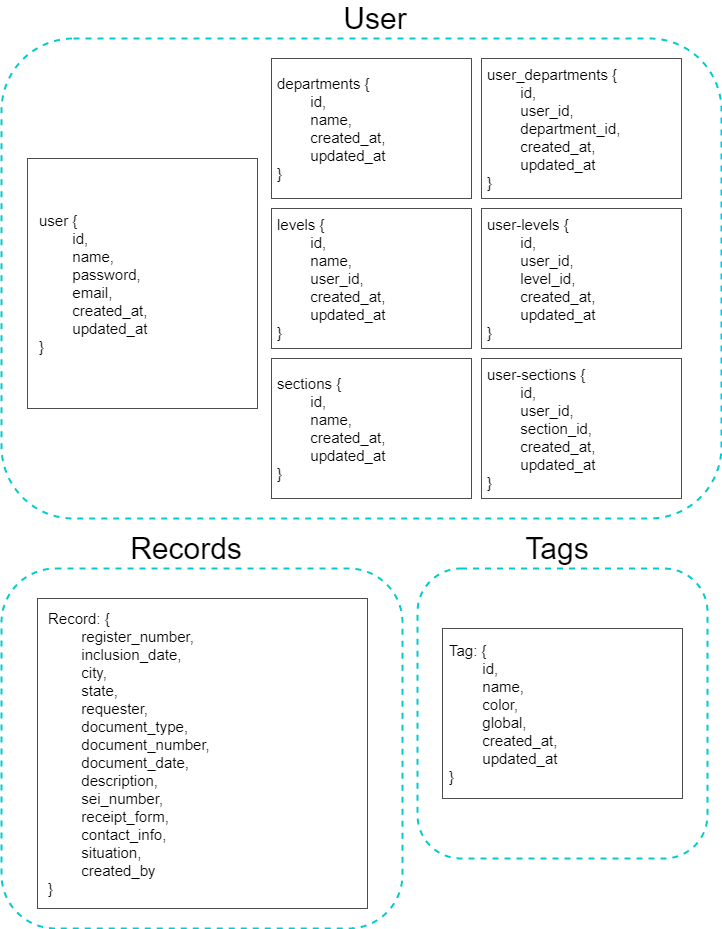 User
user {
id,
name,
password,
email,
created_at,
updated_at
}
departments {
id,
name,
created_at,
updated_at
}
user_departments {
id,
user_id,
department_id,
created_at,
updated_at
}
levels {
id,
name,
user_id,
created_at,
updated_at
}
user-levels {
id,
user_id,
level_id,
created_at,
updated_at
}
sections {
id,
name,
created_at,
updated_at
}
user-sections {
id,
user_id,
section_id,
created_at,
updated_at
}
Records
Record: {
register_number,
inclusion_date,
city,
state,
requester,
document_type,
document_number,
document_date,
description,
sei_number,
receipt_form,
contact_info,
situation,
created_by
}
Tags
Tag: {
id,
name,
color,
global,
created_at,
updated_at
}